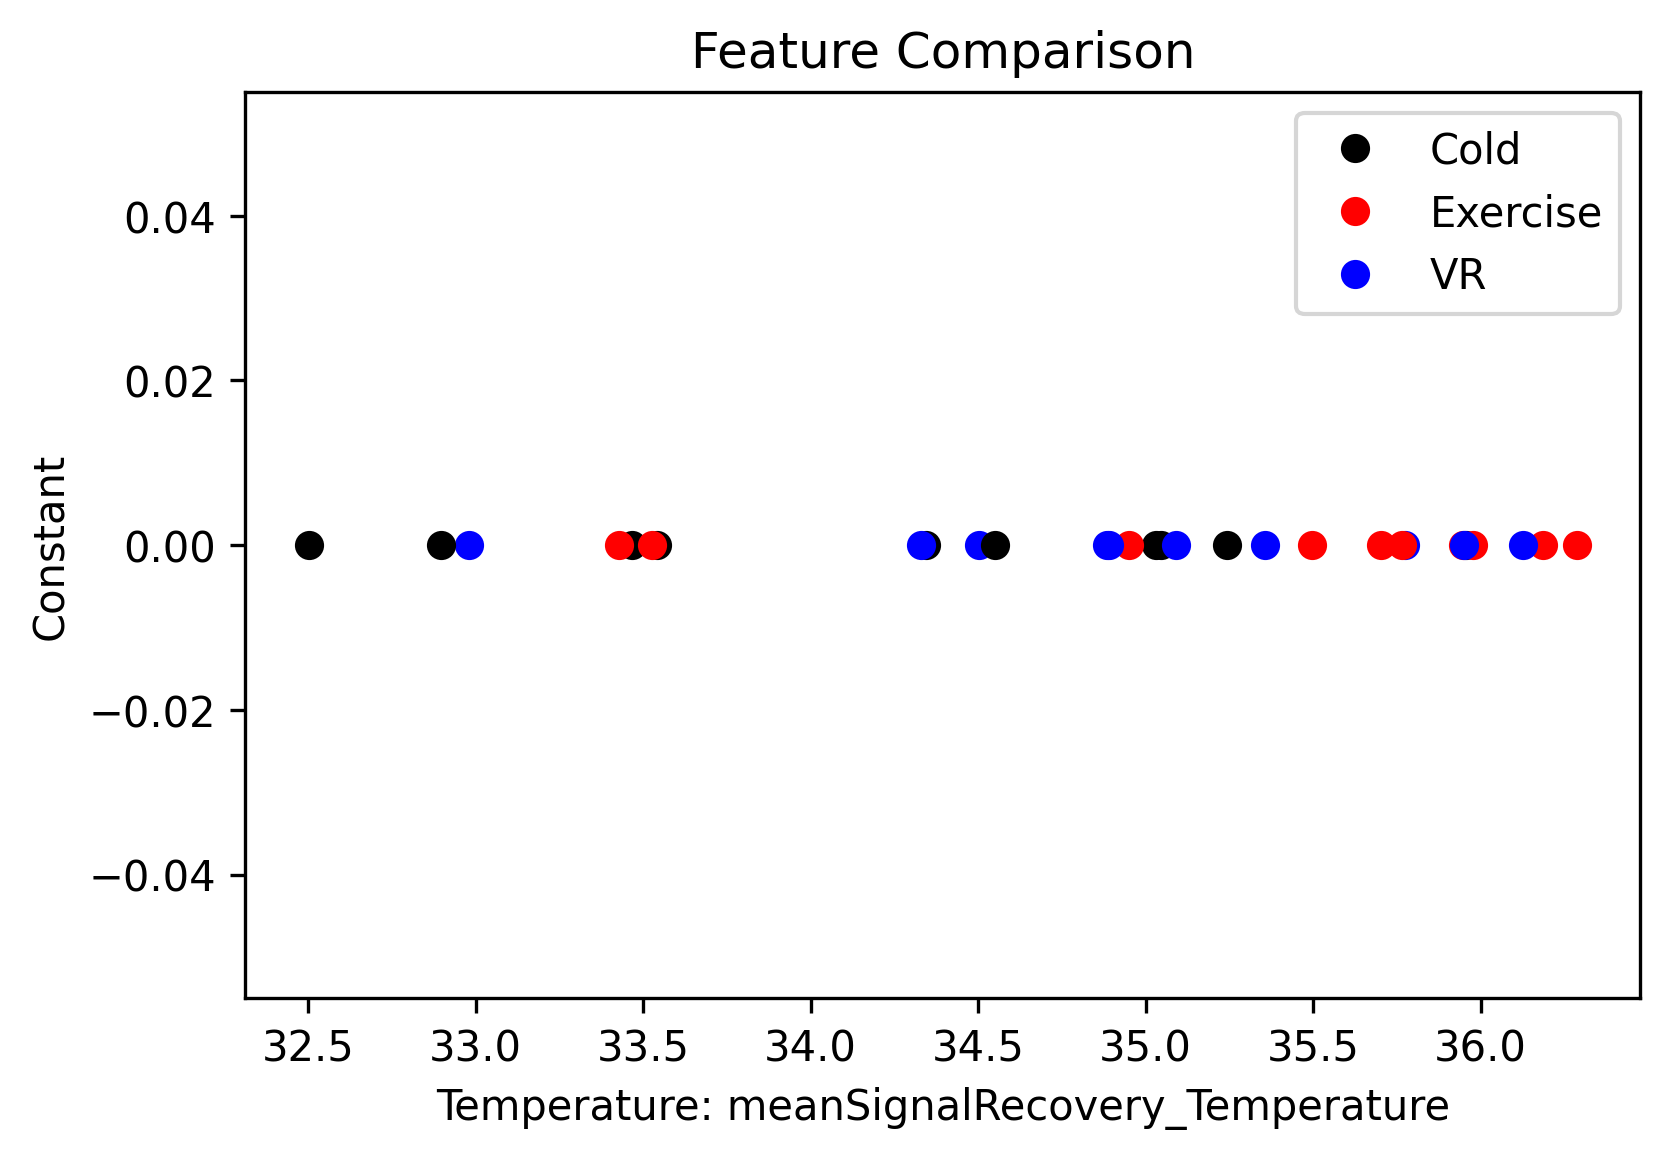 Feature Comparison
Cold
Exercise
VR
0.04
0.02
0.00
−0.02
−0.04
Constant
32.5 33.0 33.5 34.0 34.5 35.0 35.5 36.0
Temperature: meanSignalRecovery_Temperature